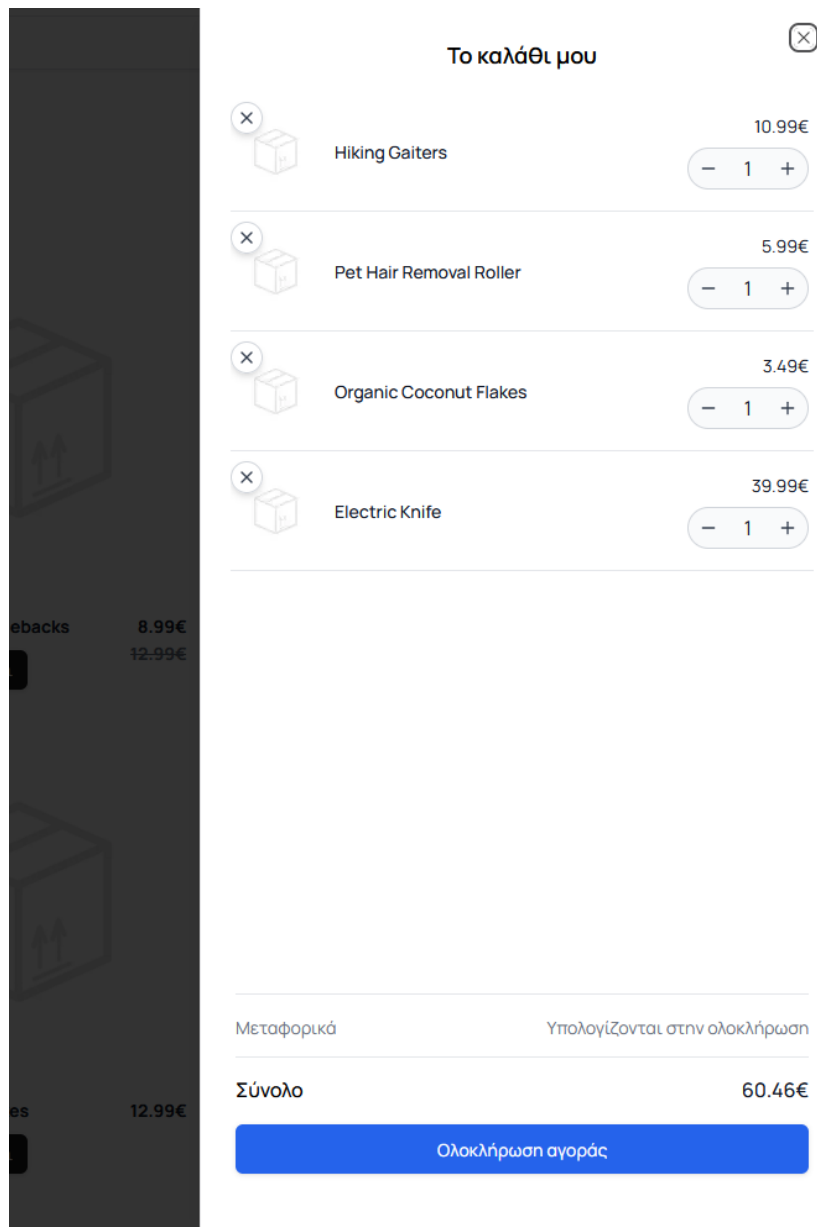 Το καλάθι μου
10.99€
Hiking Gaiters
− 1 +
5.99€
Pet Hair Removal Roller
− 1 +
3.49€
Organic Coconut Flakes
− 1 +
39.99€
Electric Knife
− 1 +
ebacks 8.99€
12.99€
Μεταφορικά Υπολογίζονται στην ολοκλήρωση
Σύνολο 60.46€
es 12.99€
Ολοκλήρωση αγοράς